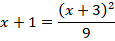 x + 1 = (x + 3)² / 9